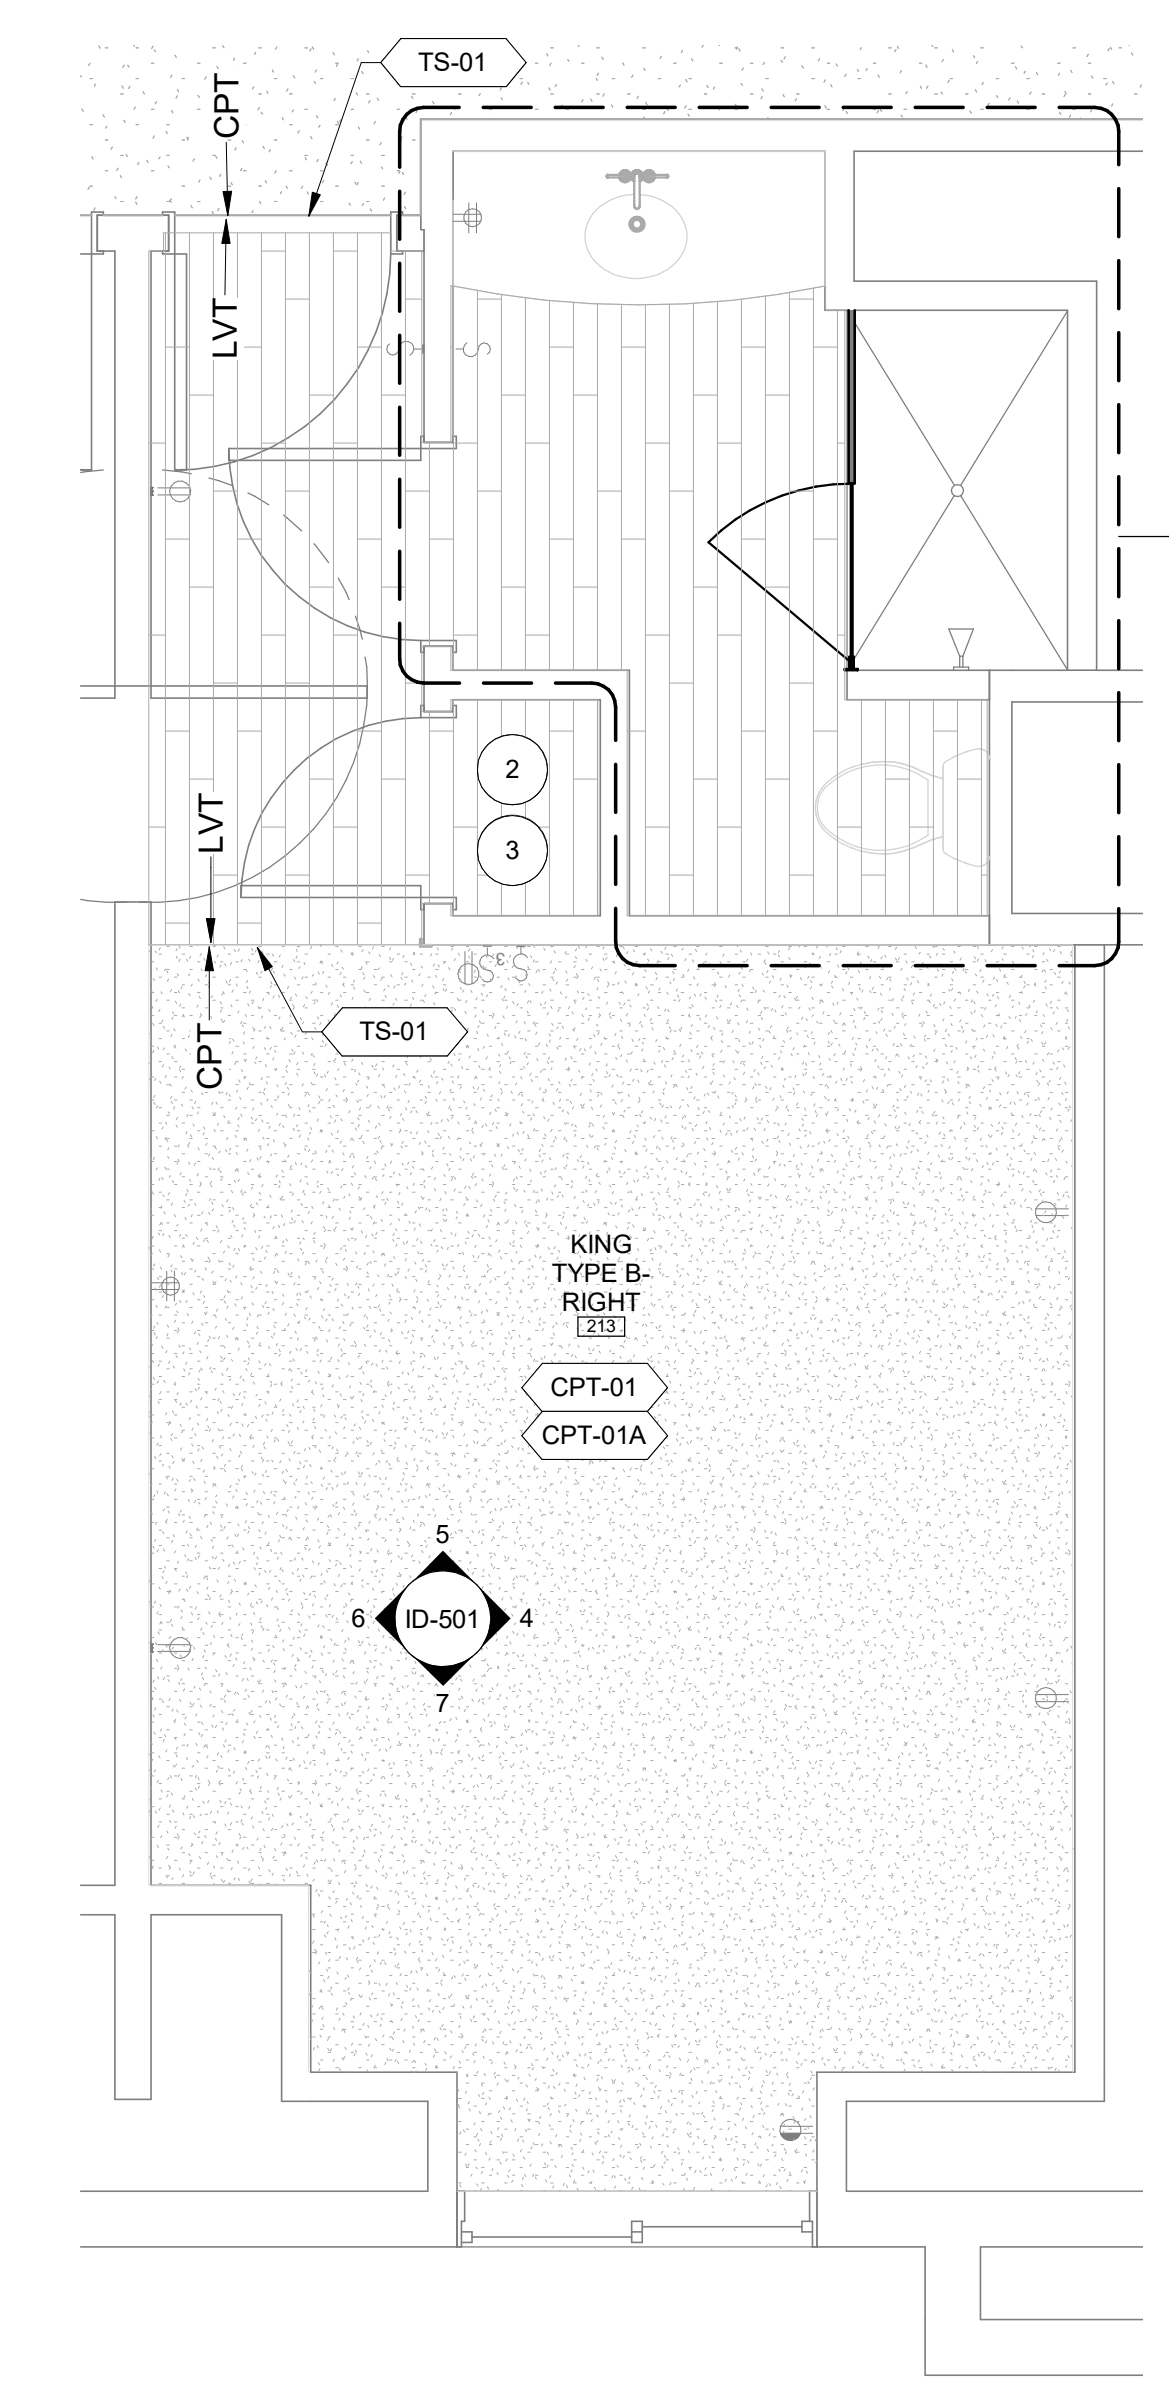 TS-01
CPT
LVT
S
S
2
3
LVT
CPT
TS-01
S
S
3
KING
TYPE B-
RIGHT
213
CPT-01
CPT-01A
5
6
ID-501
4
7